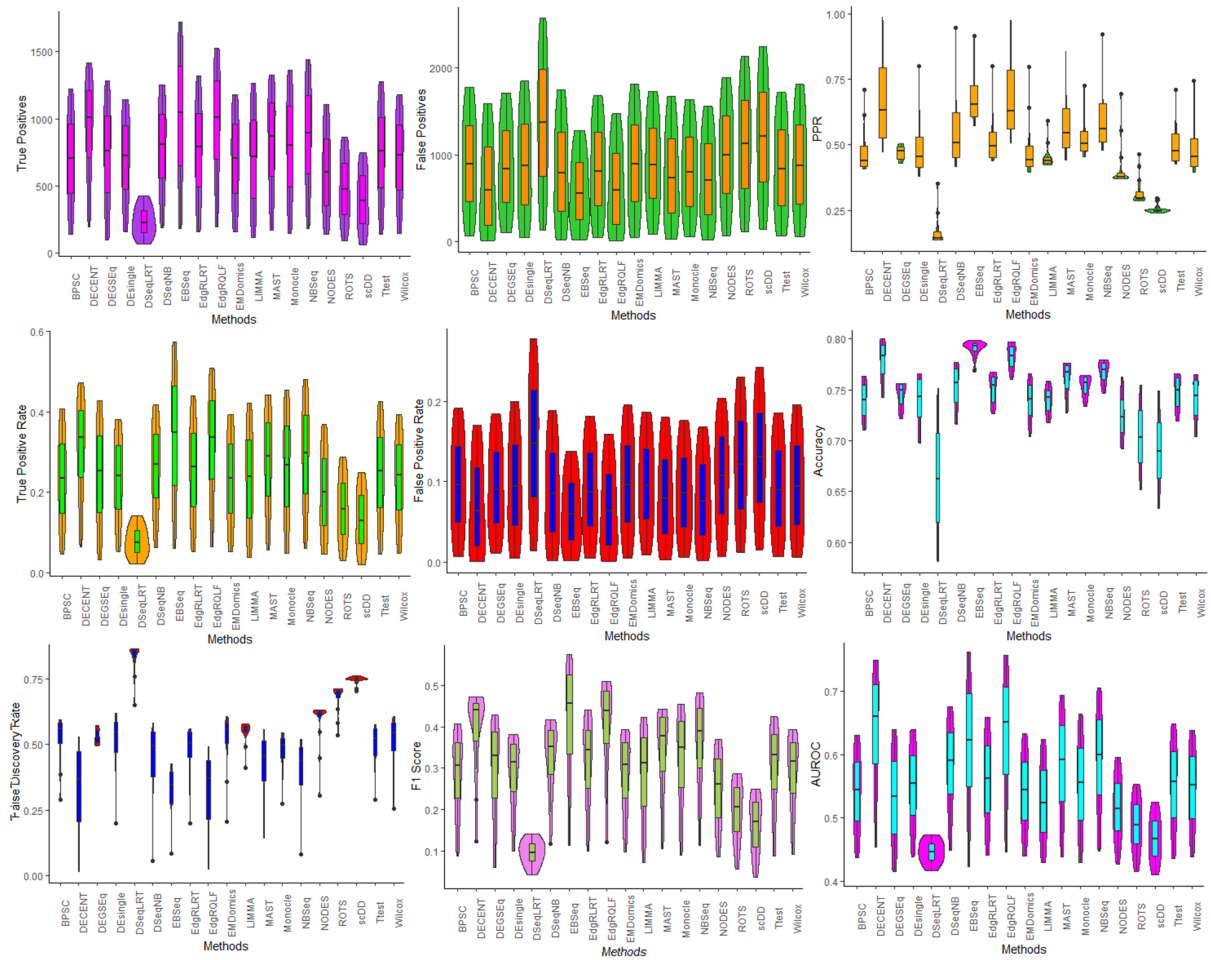 True Positives
1500
1000
500
0
BPSC
DECENT
DEGSEq
DEsingle
DSeqLRT
DSeqNB
EBSeq
EdgRLRT
EdgRQLF
EMDomics
LIMMA
MAST
Monocle
NBSeq
NODES
ROTS
scDD
Ttest
Wilcox
Methods
False Positives
2000
1000
0
BPSC
DECENT
DEGSEq
DEsingle
DSeqLRT
DSeqNB
EBSeq
EdgRLRT
EdgRQLF
EMDomics
LIMMA
MAST
Monocle
NBSeq
NODES
ROTS
scDD
Ttest
Wilcox
Methods
PPR
1.00
0.75
0.50
0.25
BPSC
DECENT
DEGSEq
DEsingle
DSeqLRT
DSeqNB
EBSeq
EdgRLRT
EdgRQLF
EMDomics
LIMMA
MAST
Monocle
NBSeq
NODES
ROTS
scDD
Ttest
Wilcox
Methods
True Positive Rate
0.6
0.4
0.2
0.0
BPSC
DECENT
DEGSEq
DEsingle
DSeqLRT
DSeqNB
EBSeq
EdgRLRT
EdgRQLF
EMDomics
LIMMA
MAST
Monocle
NBSeq
NODES
ROTS
scDD
Ttest
Wilcox
Methods
False Positive Rate
0.2
0.1
0.0
BPSC
DECENT
DEGSEq
DEsingle
DSeqLRT
DSeqNB
EBSeq
EdgRLRT
EdgRQLF
EMDomics
LIMMA
MAST
Monocle
NBSeq
NODES
ROTS
scDD
Ttest
Wilcox
Methods
Accuracy
0.80
0.75
0.70
0.65
0.60
BPSC
DECENT
DEGSEq
DEsingle
DSeqLRT
DSeqNB
EBSeq
EdgRLRT
EdgRQLF
EMDomics
LIMMA
MAST
Monocle
NBSeq
NODES
ROTS
scDD
Ttest
Wilcox
Methods
False Discovery Rate
0.75
0.50
0.25
0.00
BPSC
DECENT
DEGSEq
DEsingle
DSeqLRT
DSeqNB
EBSeq
EdgRLRT
EdgRQLF
EMDomics
LIMMA
MAST
Monocle
NBSeq
NODES
ROTS
scDD
Ttest
Wilcox
Methods
F1 Score
0.5
0.4
0.3
0.2
0.1
BPSC
DECENT
DEGSEq
DEsingle
DSeqLRT
DSeqNB
EBSeq
EdgRLRT
EdgRQLF
EMDomics
LIMMA
MAST
Monocle
NBSeq
NODES
ROTS
scDD
Ttest
Wilcox
Methods
AUROC
0.7
0.6
0.5
0.4
BPSC
DECENT
DEGSEq
DEsingle
DSeqLRT
DSeqNB
EBSeq
EdgRLRT
EdgRQLF
EMDomics
LIMMA
MAST
Monocle
NBSeq
NODES
ROTS
scDD
Ttest
Wilcox
Methods